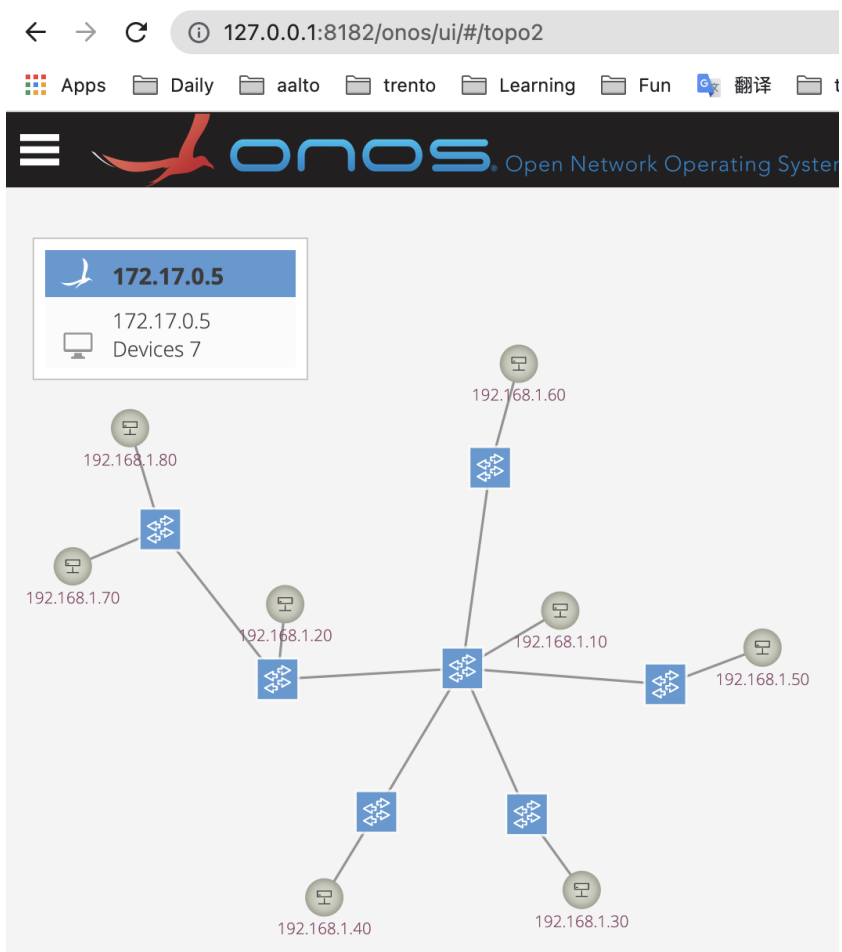 127.0.0.1:8182/onos/ui/#/topo2
Apps Daily aalto trento Learning Fun 翻译 t
onos. Open Network Operating Syster
172.17.0.5
172.17.0.5
Devices 7
192.168.1.60
192.168.1.80
192.168.1.70
192.168.1.20
192.168.1.10
192.168.1.50
192.168.1.40
192.168.1.30